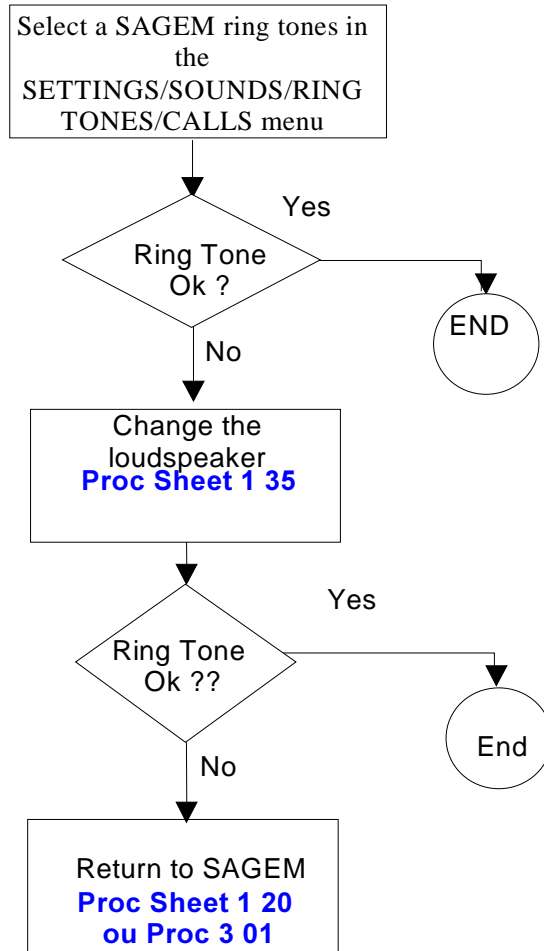 Select a SAGEM ring tones in
the
SETTINGS/SOUNDS/RING
TONES/CALLS menu
Yes
Ring Tone
Ok ?
END
No
Change the
loudspeaker
Proc Sheet 1 35
Yes
Ring Tone
Ok ??
End
No
Return to SAGEM
Proc Sheet 1 20
ou Proc 3 01